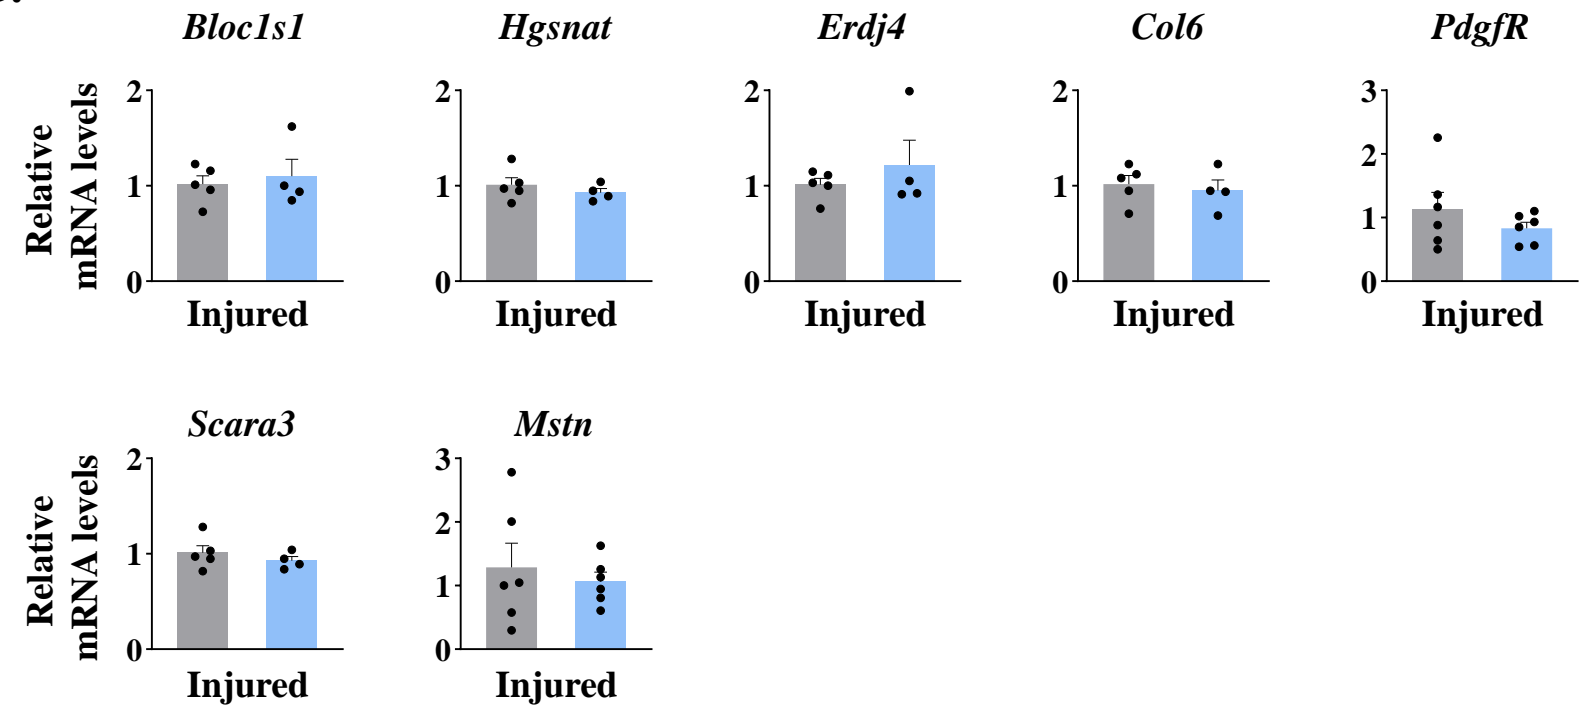 Bloc1s1 Hgsnat Erdj4 Col6 PdgfR
Relative
mRNA levels
2 2 2 2 3
2
1 1 1 1 1
0 0 0 0 0
Injured Injured Injured Injured Injured
Scara3 Mstn
Relative
mRNA levels
2 3
2
1 1
0 0
Injured Injured